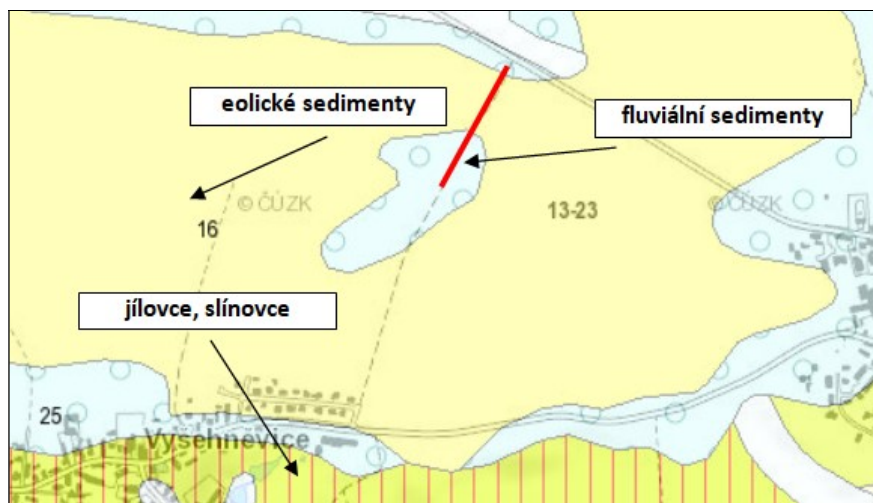 eolické sedimenty
fluviální sedimenty
© ČÚZK
© ČÚZK
13-23
16
jílovce, slínovce
25
Vyšehněvice